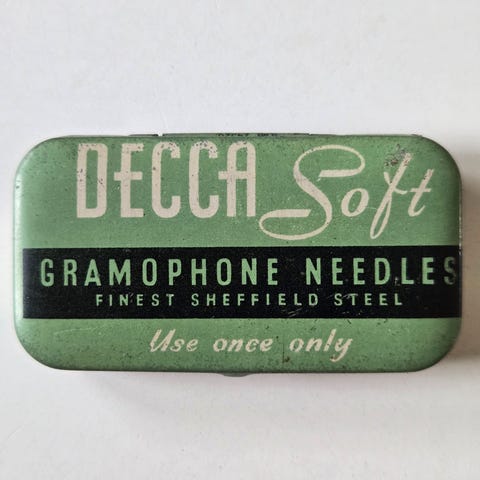 DECCA Soft
GRAMOPHONE NEEDLES
FINEST SHEFFIELD STEEL
Use once only